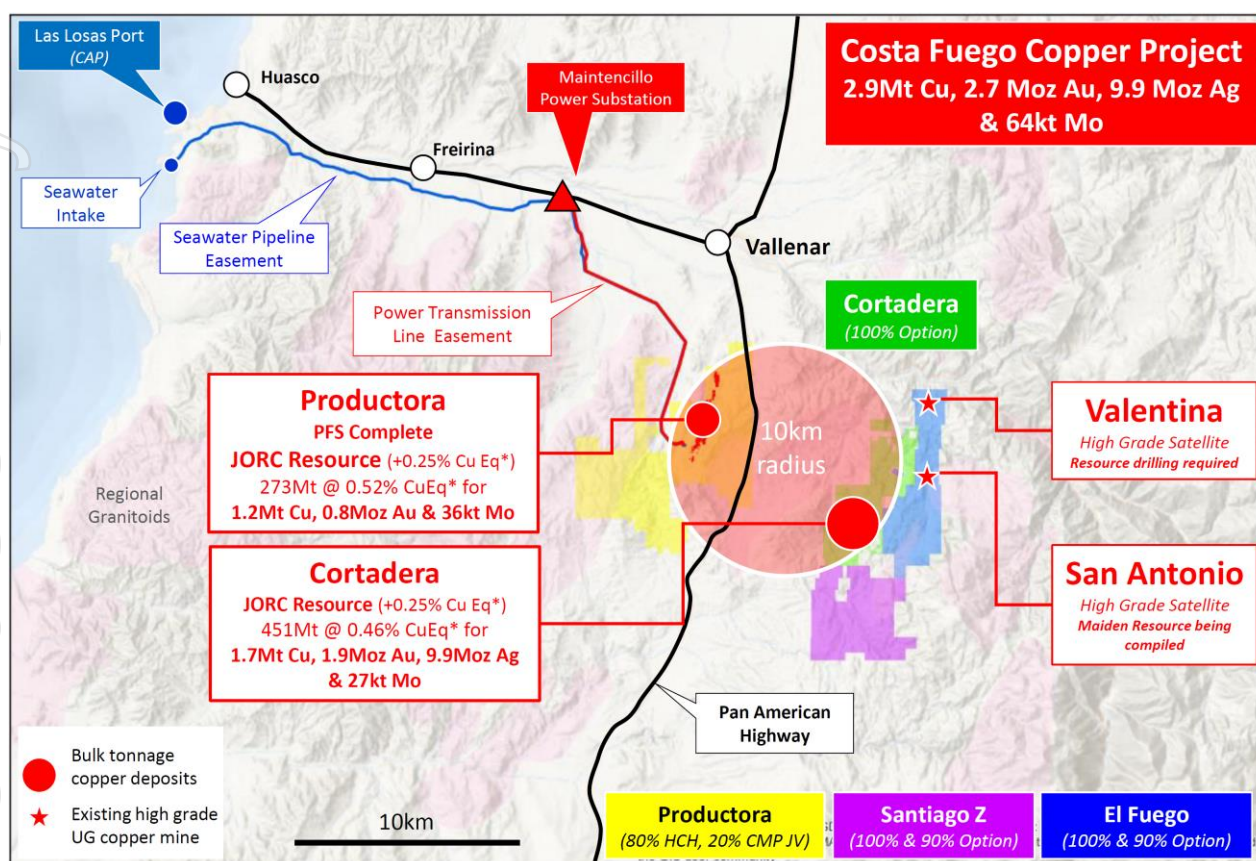 Las Losas Port
(CAP)
Huasco
Maintencillo
Power Substation
Costa Fuego Copper Project
2.9Mt Cu, 2.7 Moz Au, 9.9 Moz Ag
& 64kt Mo
Freirina
Seawater
Intake
Seawater Pipeline
Easement
Vallenar
Power Transmission
Line Easement
Cortadera
(100% Option)
Productora
PFS Complete
JORC Resource (+0.25% Cu Eq*)
273Mt @ 0.52% CuEq* for
1.2Mt Cu, 0.8Moz Au & 36kt Mo
10km
radius
Valentina
High Grade Satellite
Resource drilling required
Regional
Granitoids
Cortadera
JORC Resource (+0.25% Cu Eq*)
451Mt @ 0.46% CuEq* for
1.7Mt Cu, 1.9Moz Au, 9.9Moz Ag
& 27kt Mo
San Antonio
High Grade Satellite
Maiden Resource being
compiled
Pan American
Highway
Bulk tonnage
copper deposits
Existing high grade
UG copper mine
10km
Productora
(80% HCH, 20% CMP JV)
Santiago Z
(100% & 90% Option)
El Fuego
(100% & 90% Option)